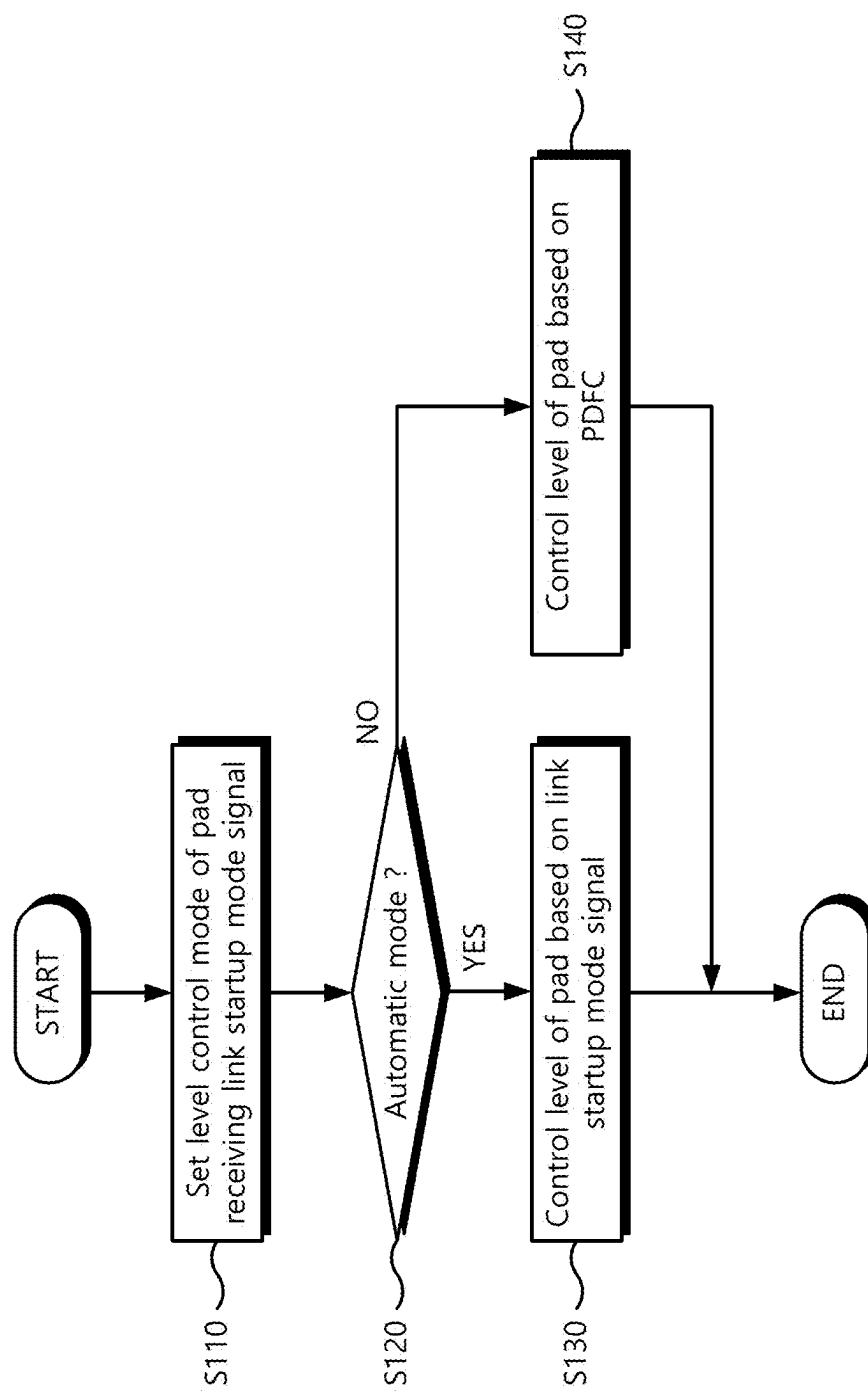 START
S110
Set level control mode of pad
receiving link startup mode signal
S120
Automatic mode ?
NO
YES
S130
Control level of pad based on link
startup mode signal
S140
Control level of pad based on
PDFC
END